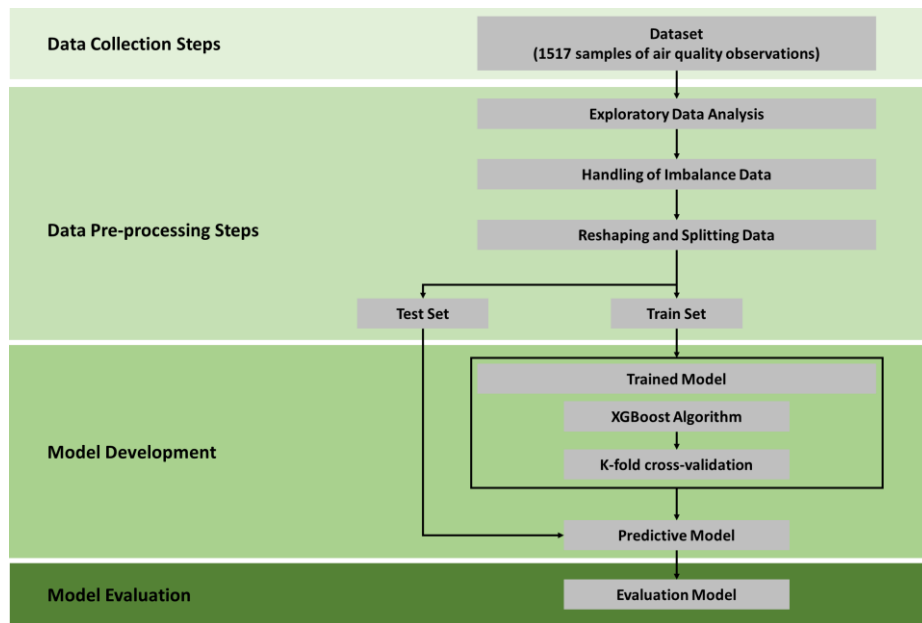 Data Collection Steps
Dataset
(1517 samples of air quality observations)
Exploratory Data Analysis
Handling of Imbalance Data
Data Pre-processing Steps
Reshaping and Splitting Data
Test Set
Train Set
Trained Model
XGBoost Algorithm
Model Development
K-fold cross-validation
Predictive Model
Model Evaluation
Evaluation Model